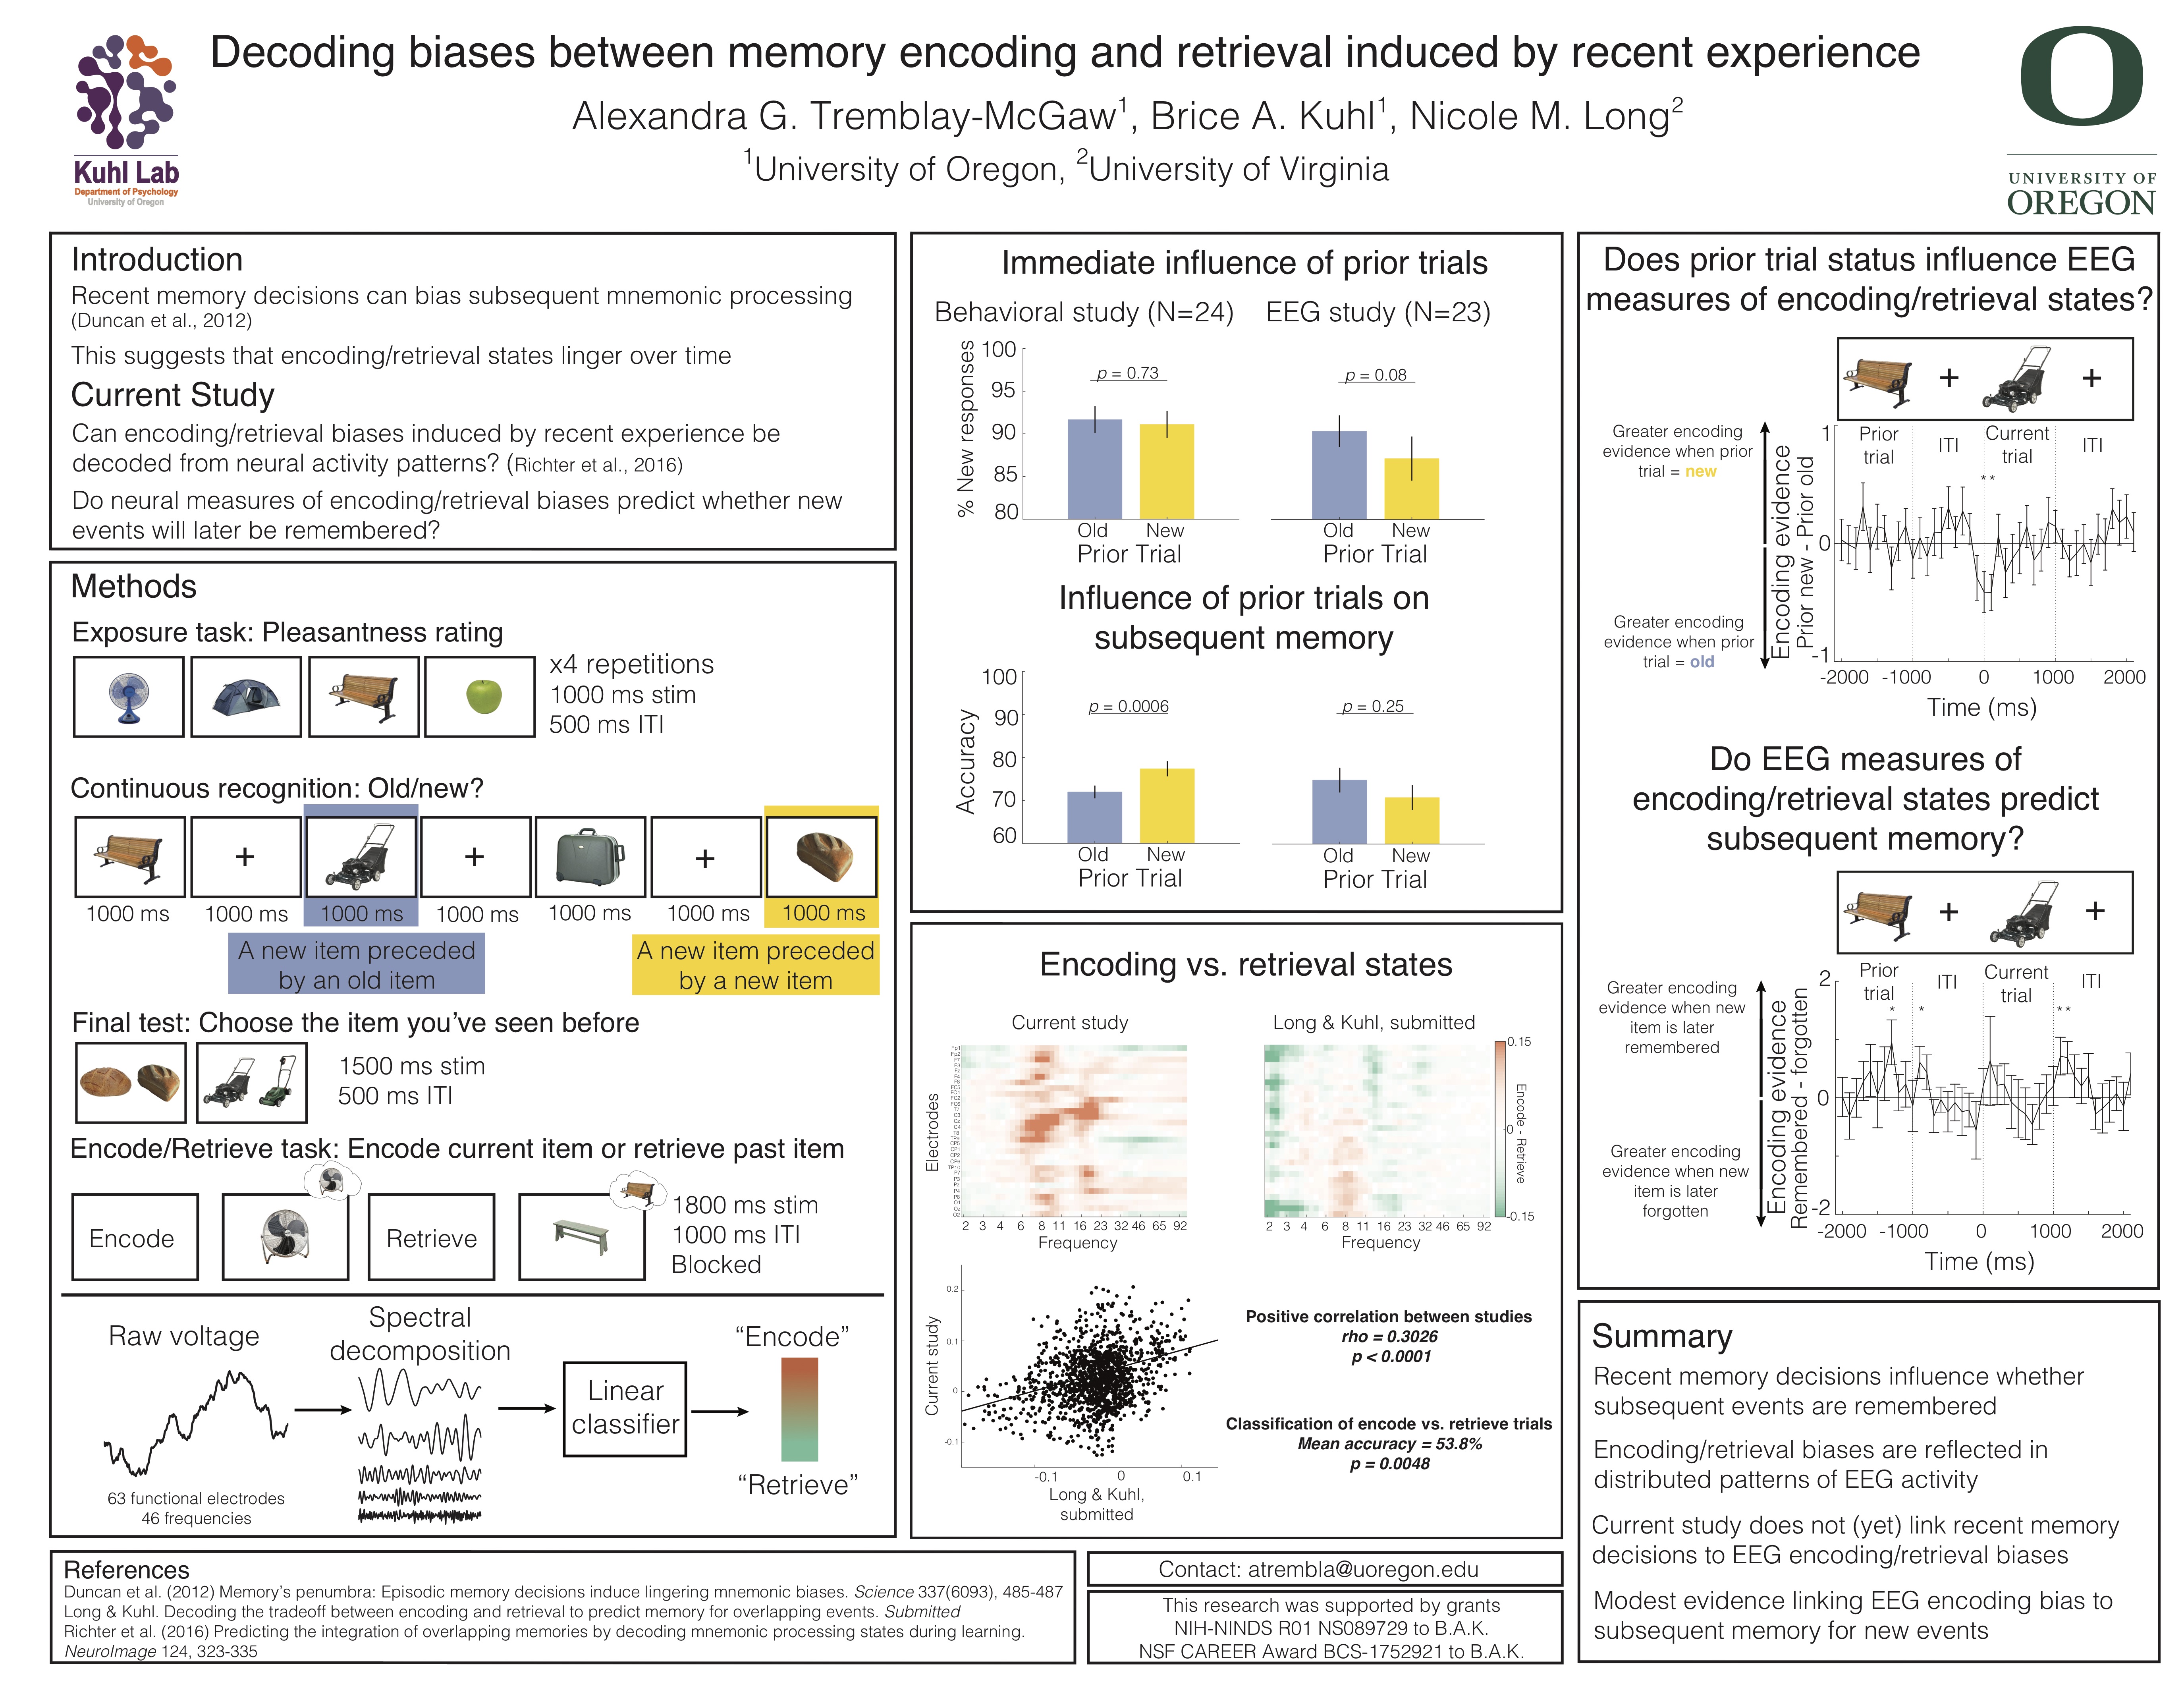 Decoding biases between memory encoding and retrieval induced by recent experience
Alexandra G. Tremblay-McGaw1, Brice A. Kuhl1, Nicole M. Long2
1University of Oregon, 2University of Virginia
Kuhl Lab
Department of Psychology
University of Oregon
UNIVERSITY OF
OREGON
Introduction
Recent memory decisions can bias subsequent mnemonic processing
(Duncan et al., 2012)
This suggests that encoding/retrieval states linger over time
Current Study
Can encoding/retrieval biases induced by recent experience be
decoded from neural activity patterns? (Richter et al., 2016)
Do neural measures of encoding/retrieval biases predict whether new
events will later be remembered?
Methods
Exposure task: Pleasantness rating
x4 repetitions
1000 ms stim
500 ms ITI
Continuous recognition: Old/new?
+ + +
1000 ms 1000 ms 1000 ms 1000 ms 1000 ms 1000 ms 1000 ms
A new item preceded
by an old item
A new item preceded
by a new item
Final test: Choose the item you've seen before
1500 ms stim
500 ms ITI
Encode/Retrieve task: Encode current item or retrieve past item
Encode
Retrieve
1800 ms stim
1000 ms ITI
Blocked
Raw voltage
63 functional electrodes
46 frequencies
Spectral
decomposition
Linear
classifier
“Encode”
“Retrieve”
Immediate influence of prior trials
Behavioral study (N=24) EEG study (N=23)
% New responses
100
95
90
85
80
p = 0.73
p = 0.08
Old New
Prior Trial
Old New
Prior Trial
Influence of prior trials on
subsequent memory
Accuracy
100
90
80
70
60
p = 0.0006
p = 0.25
Old New
Prior Trial
Old New
Prior Trial
Encoding vs. retrieval states
Current study
Long & Kuhl, submitted
Electrodes
2 3 4 6 8 11 16 23 32 46 65 92
Frequency
2 3 4 6 8 11 16 23 32 46 65 92
Frequency
0.15
0
-0.15
Encode - Retrieve
Current study
0.2
0.1
0
-0.1
-0.1 0 0.1
Long & Kuhl,
submitted
Positive correlation between studies
rho = 0.3026
p < 0.0001
Classification of encode vs. retrieve trials
Mean accuracy = 53.8%
p = 0.0048
Does prior trial status influence EEG
measures of encoding/retrieval states?
+ +
Greater encoding
evidence when prior
trial = new
Greater encoding
evidence when prior
trial = old
Encoding evidence
Prior new - Prior old
1
0
-1
Prior
trial
ITI
Current
trial
ITI
**
-2000 -1000 0 1000 2000
Time (ms)
Do EEG measures of
encoding/retrieval states predict
subsequent memory?
+ +
Greater encoding
evidence when new
item is later
remembered
Greater encoding
evidence when new
item is later
forgotten
Encoding evidence
Remembered - forgotten
2
0
-2
Prior
trial
ITI
Current
trial
ITI
* * **
-2000 -1000 0 1000 2000
Time (ms)
Summary
Recent memory decisions influence whether
subsequent events are remembered
Encoding/retrieval biases are reflected in
distributed patterns of EEG activity
Current study does not (yet) link recent memory
decisions to EEG encoding/retrieval biases
Modest evidence linking EEG encoding bias to
subsequent memory for new events
References
Duncan et al. (2012) Memory's penumbra: Episodic memory decisions induce lingering mnemonic biases. Science 337(6093), 485-487
Long & Kuhl. Decoding the tradeoff between encoding and retrieval to predict memory for overlapping events. Submitted
Richter et al. (2016) Predicting the integration of overlapping memories by decoding mnemonic processing states during learning.
NeuroImage 124, 323-335
Contact: atrembla@uoregon.edu
This research was supported by grants
NIH-NINDS R01 NS089729 to B.A.K.
NSF CAREER Award BCS-1752921 to B.A.K.